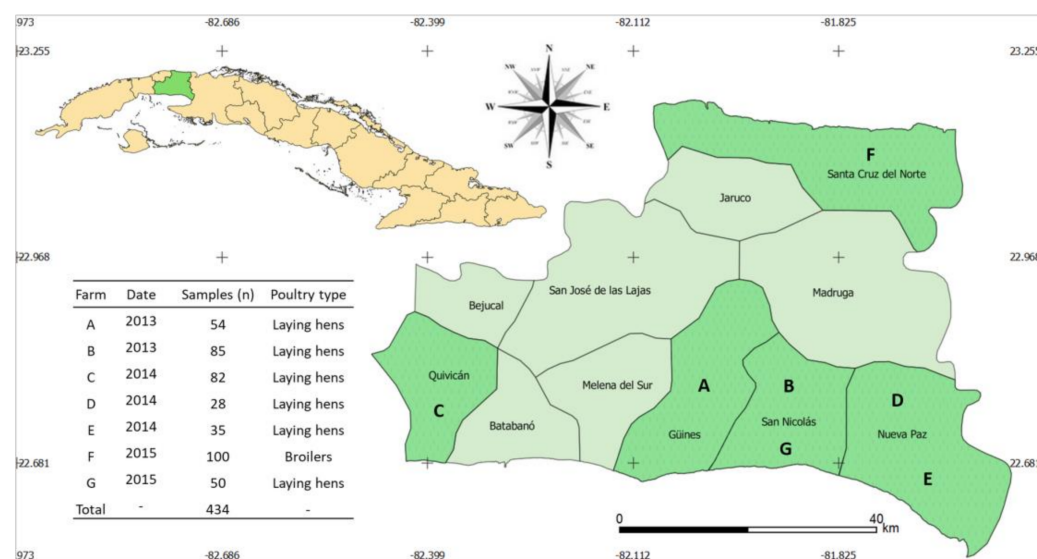 973 -82.686 -82.399 -82.112 -81.825
23.255 23.255
N
NW NE
W E
SW SE
S
F
Santa Cruz del Norte
Jaruco
22.968 22.968
San José de las Lajas
Madruga
Bejucal
Quivicán
C
Melena del Sur
A
B
D
Batabanó
Güines
San Nicolás
Nueva Paz
G
E
22.681 22.681
Farm Date Samples (n) Poultry type
A 2013 54 Laying hens
B 2013 85 Laying hens
C 2014 82 Laying hens
D 2014 28 Laying hens
E 2014 35 Laying hens
F 2015 100 Broilers
G 2015 50 Laying hens
Total - 434 -
0 40
km
973 -82.686 -82.399 -82.112 -81.825